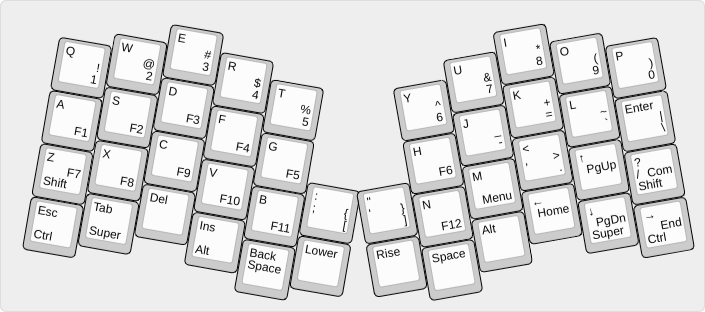 Q ! 1
W @ 2
E # 3
R $ 4
T % 5
Y ^ 6
U & 7
I * 8
O ( 9
P ) 0
A F1
S F2
D F3
F F4
G F5
H F6
J _ -
K + =
L ~ `
Enter | \
Z F7 Shift
X F8
C F9
V F10
B F11
: ; { [
" ' } ]
N F12
M Menu
< , > .
↑ PgUp
? / Com Shift
Esc Ctrl
Tab Super
Del
Ins Alt
Back Space
Lower
Rise
Space
Alt
← Home
↓ PgDn Super
→ End Ctrl